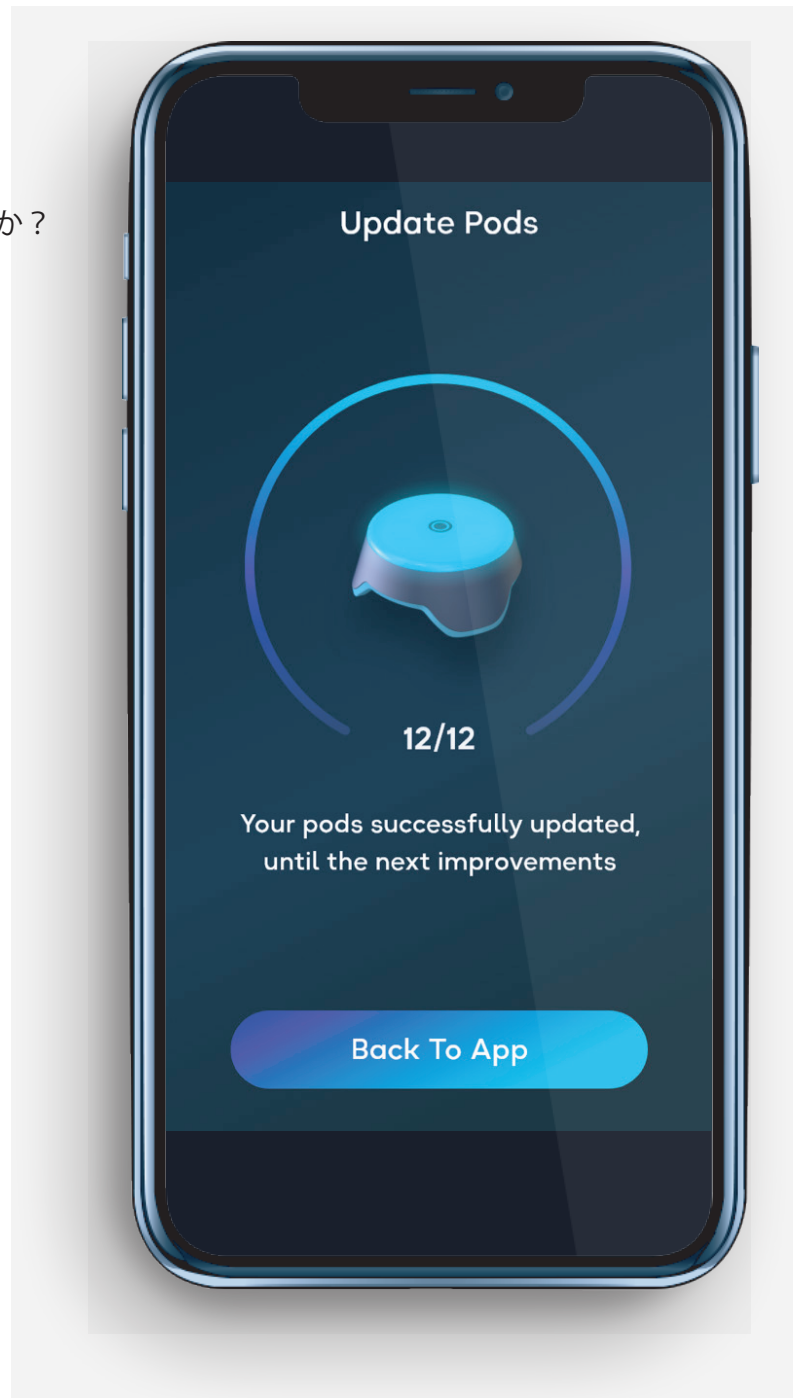 か？
Update Pods
12/12
Your pods successfully updated,
until the next improvements
Back To App